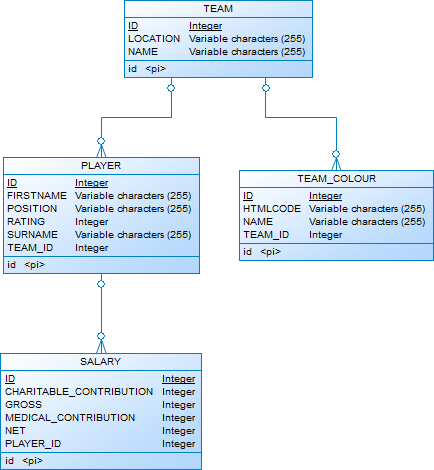 TEAM
ID Integer
LOCATION Variable characters (255)
NAME Variable characters (255)
id <pi>
PLAYER
ID Integer
FIRSTNAME Variable characters (255)
POSITION Variable characters (255)
RATING Integer
SURNAME Variable characters (255)
TEAM_ID Integer
id <pi>
TEAM_COLOUR
ID Integer
HTMLCODE Variable characters (255)
NAME Variable characters (255)
TEAM_ID Integer
id <pi>
SALARY
ID Integer
CHARITABLE_CONTRIBUTION Integer
GROSS Integer
MEDICAL_CONTRIBUTION Integer
NET Integer
PLAYER_ID Integer
id <pi>